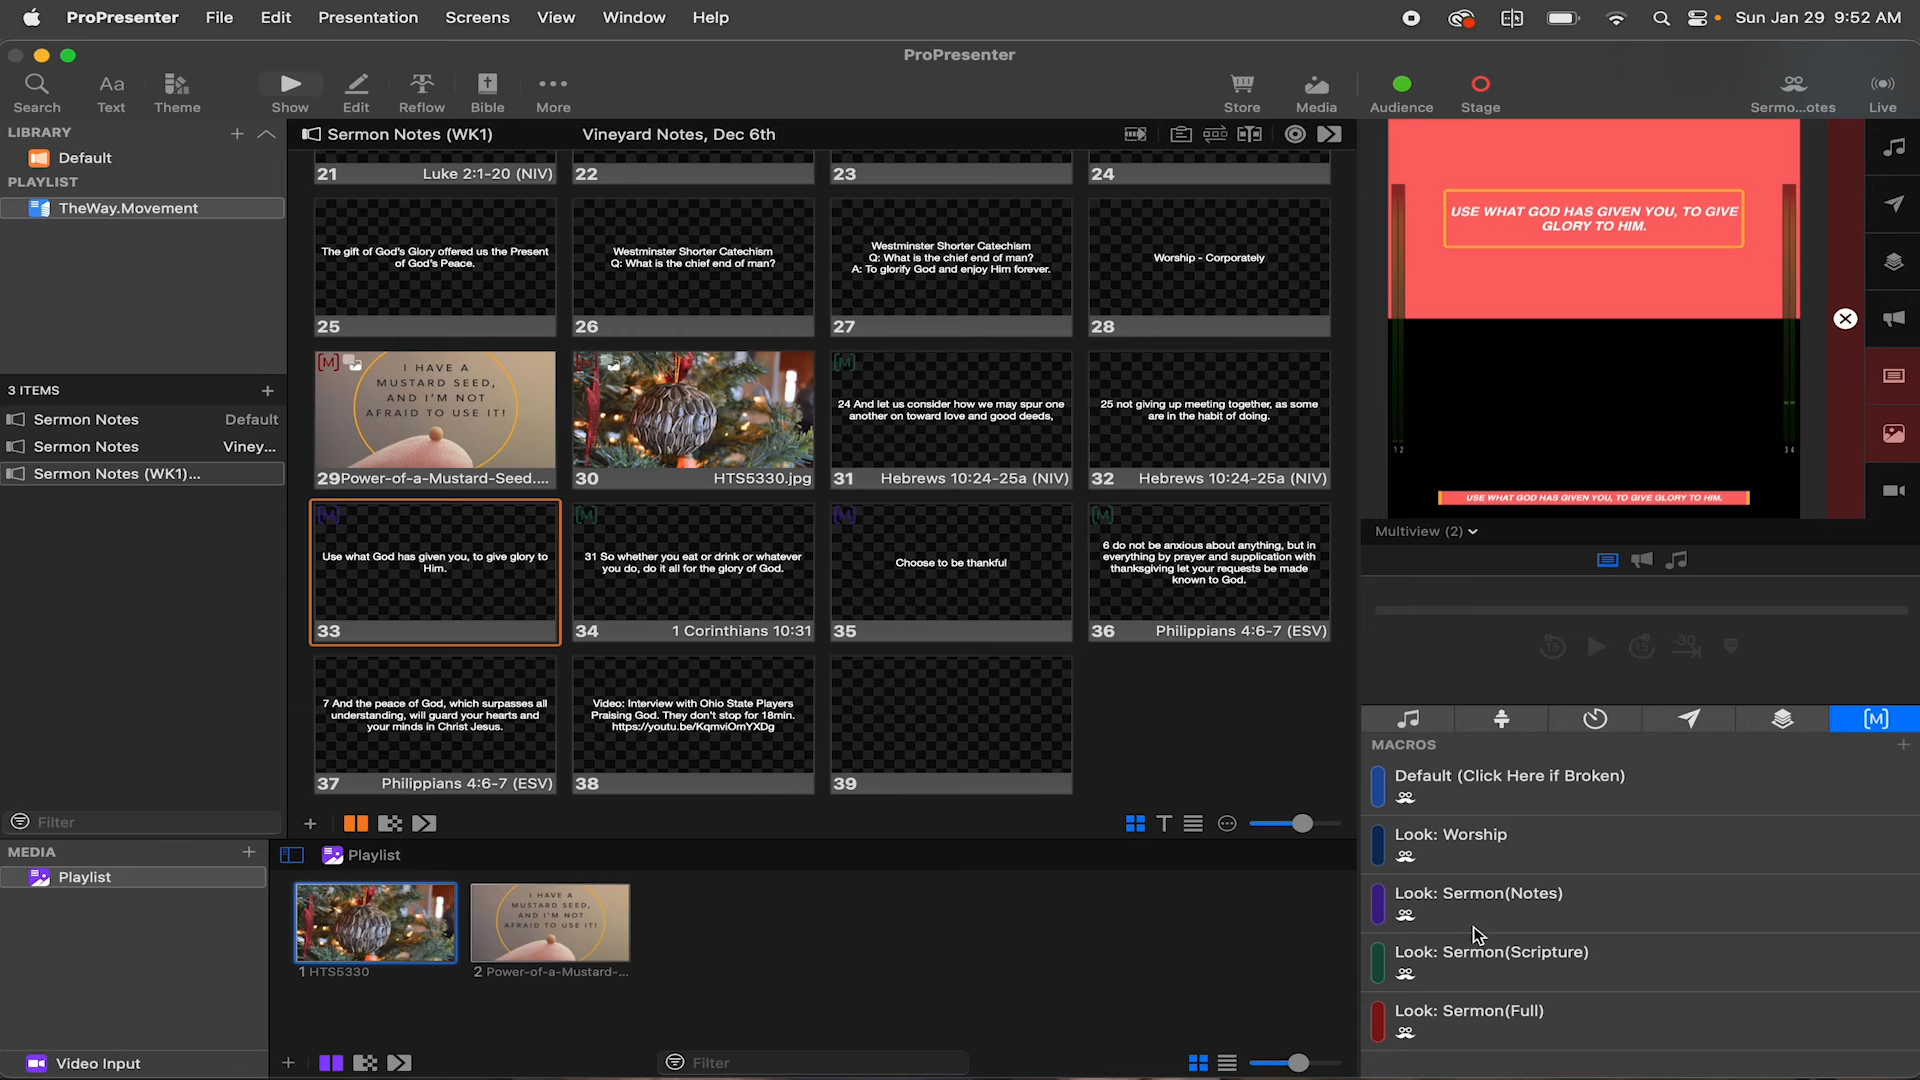 ProPresenter File Edit Presentation Screens View Window Help Sun Jan 29 9:52 AM
ProPresenter
Aa
Search Text Theme Show Edit Reflow Bible More Store Media Audience Stage Sermo...otes Live
LIBRARY
Default
PLAYLIST
TheWay.Movement
3 ITEMS
Sermon Notes Default
Sermon Notes Viney...
Sermon Notes (WK1)...
Filter
MEDIA
Playlist
Video Input
Sermon Notes (WK1) Vineyard Notes, Dec 6th
21 Luke 2:1-20 (NIV) 22 23 24
The gift of God's Glory offered us the Present
of God's Peace.
25
Westminster Shorter Catechism
Q: What is the chief end of man?
26
Westminster Shorter Catechism
Q: What is the chief end of man?
A: To glorify God and enjoy Him forever.
27
Worship - Corporately
28
[M]
I HAVE A
MUSTARD SEED,
AND I'M NOT
AFRAID TO USE IT!
29 Power-of-a-Mustard-Seed....
[M]
30 HTS5330.jpg
[M]
24 And let us consider how we may spur one
another on toward love and good deeds,
31 Hebrews 10:24-25a (NIV)
25 not giving up meeting together, as some
are in the habit of doing.
32 Hebrews 10:24-25a (NIV)
[M]
Use what God has given you, to give glory to
Him.
33
[M]
31 So whether you eat or drink or whatever
you do, do it all for the glory of God.
34 1 Corinthians 10:31
[M]
Choose to be thankful
35
[M]
6 do not be anxious about anything, but in
everything by prayer and supplication with
thanksgiving let your requests be made
known to God.
36 Philippians 4:6-7 (ESV)
7 And the peace of God, which surpasses all
understanding, will guard your hearts and
your minds in Christ Jesus.
37 Philippians 4:6-7 (ESV)
Video: Interview with Ohio State Players
Praising God. They don't stop for 18min.
https://youtu.be/KqmviOmYXDg
38
39
T
Playlist
I HAVE A
MUSTARD SEED,
AND I'M NOT
AFRAID TO USE IT!
1 HTS5330 2 Power-of-a-Mustard-...
Filter
USE WHAT GOD HAS GIVEN YOU, TO GIVE
GLORY TO HIM.
1 2 3 4
USE WHAT GOD HAS GIVEN YOU, TO GIVE GLORY TO HIM.
Multiview (2)
15 15 -30
[M]
MACROS
Default (Click Here if Broken)
Look: Worship
Look: Sermon(Notes)
Look: Sermon(Scripture)
Look: Sermon(Full)